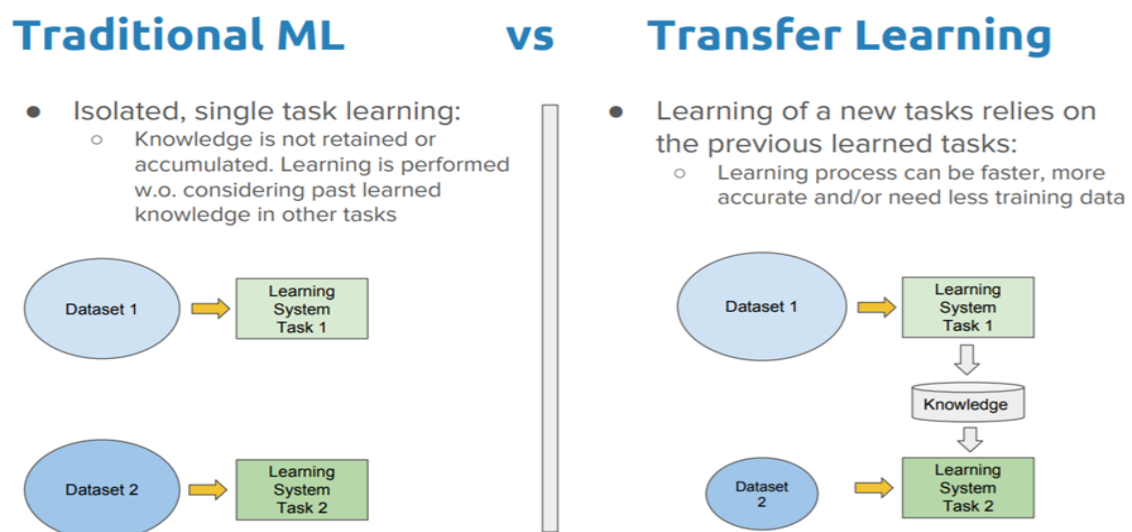 Traditional ML vs Transfer Learning
● Isolated, single task learning:
○ Knowledge is not retained or
accumulated. Learning is performed
w.o. considering past learned
knowledge in other tasks
Dataset 1
Learning
System
Task 1
Dataset 2
Learning
System
Task 2
● Learning of a new tasks relies on
the previous learned tasks:
○ Learning process can be faster, more
accurate and/or need less training data
Dataset 1
Learning
System
Task 1
Knowledge
Dataset
2
Learning
System
Task 2